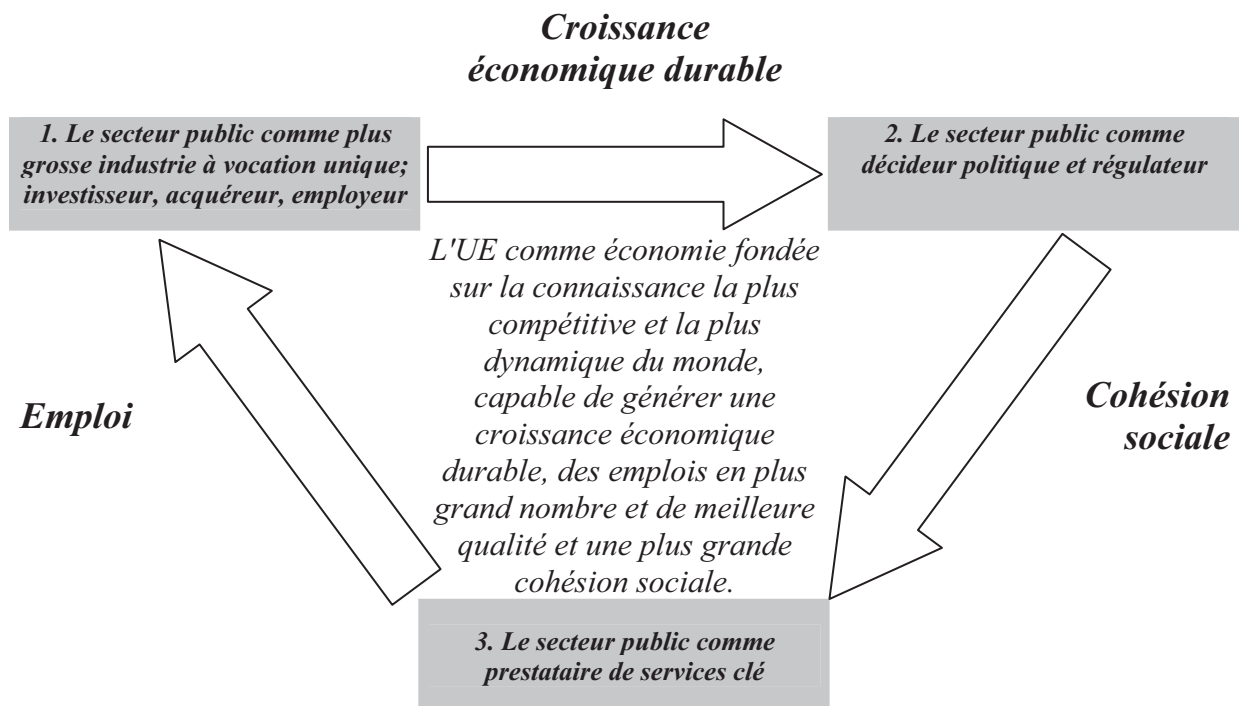 Croissance
économique durable
1. Le secteur public comme plus
grosse industrie à vocation unique;
investisseur, acquéreur, employeur
2. Le secteur public comme
décideur politique et régulateur
L'UE comme économie fondée
sur la connaissance la plus
compétitive et la plus
dynamique du monde,
capable de générer une
croissance économique
durable, des emplois en plus
grand nombre et de meilleure
qualité et une plus grande
cohésion sociale.
Emploi
Cohésion
sociale
3. Le secteur public comme
prestataire de services clé